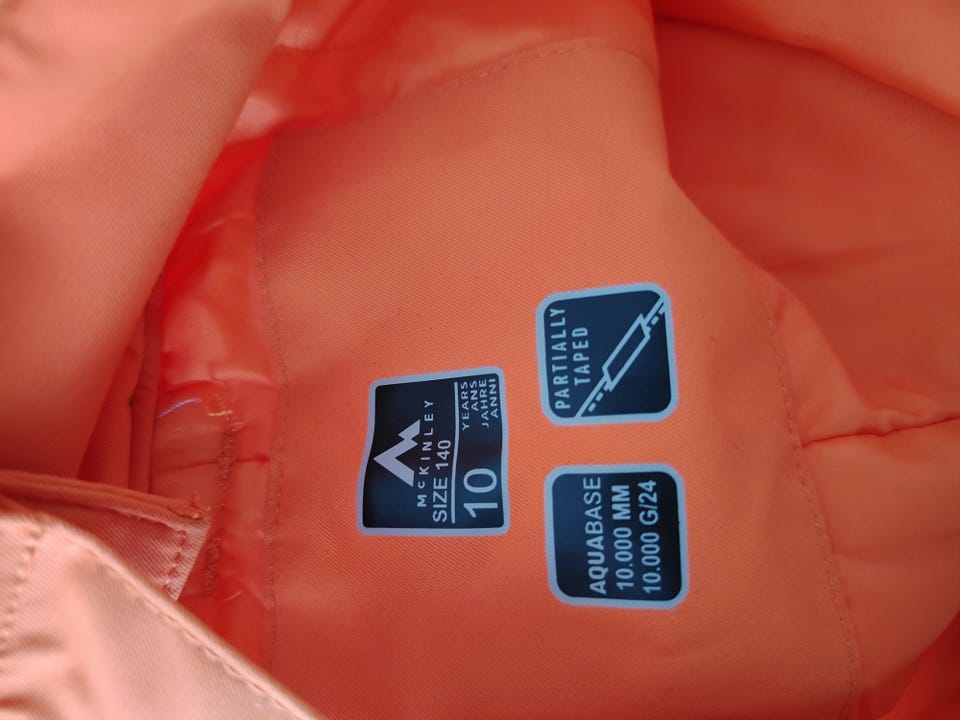 McKINLEY
SIZE 140
10
YEARS
ANS
JAHRE
ANNI
PARTIALLY
TAPED
AQUABASE
10.000 MM
10.000 G/24